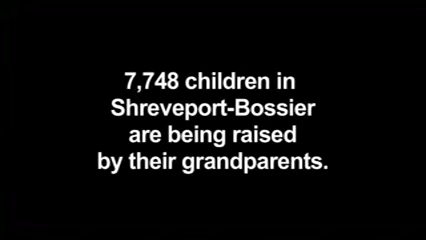 7,748 children in
Shreveport-Bossier
are being raised
by their grandparents.